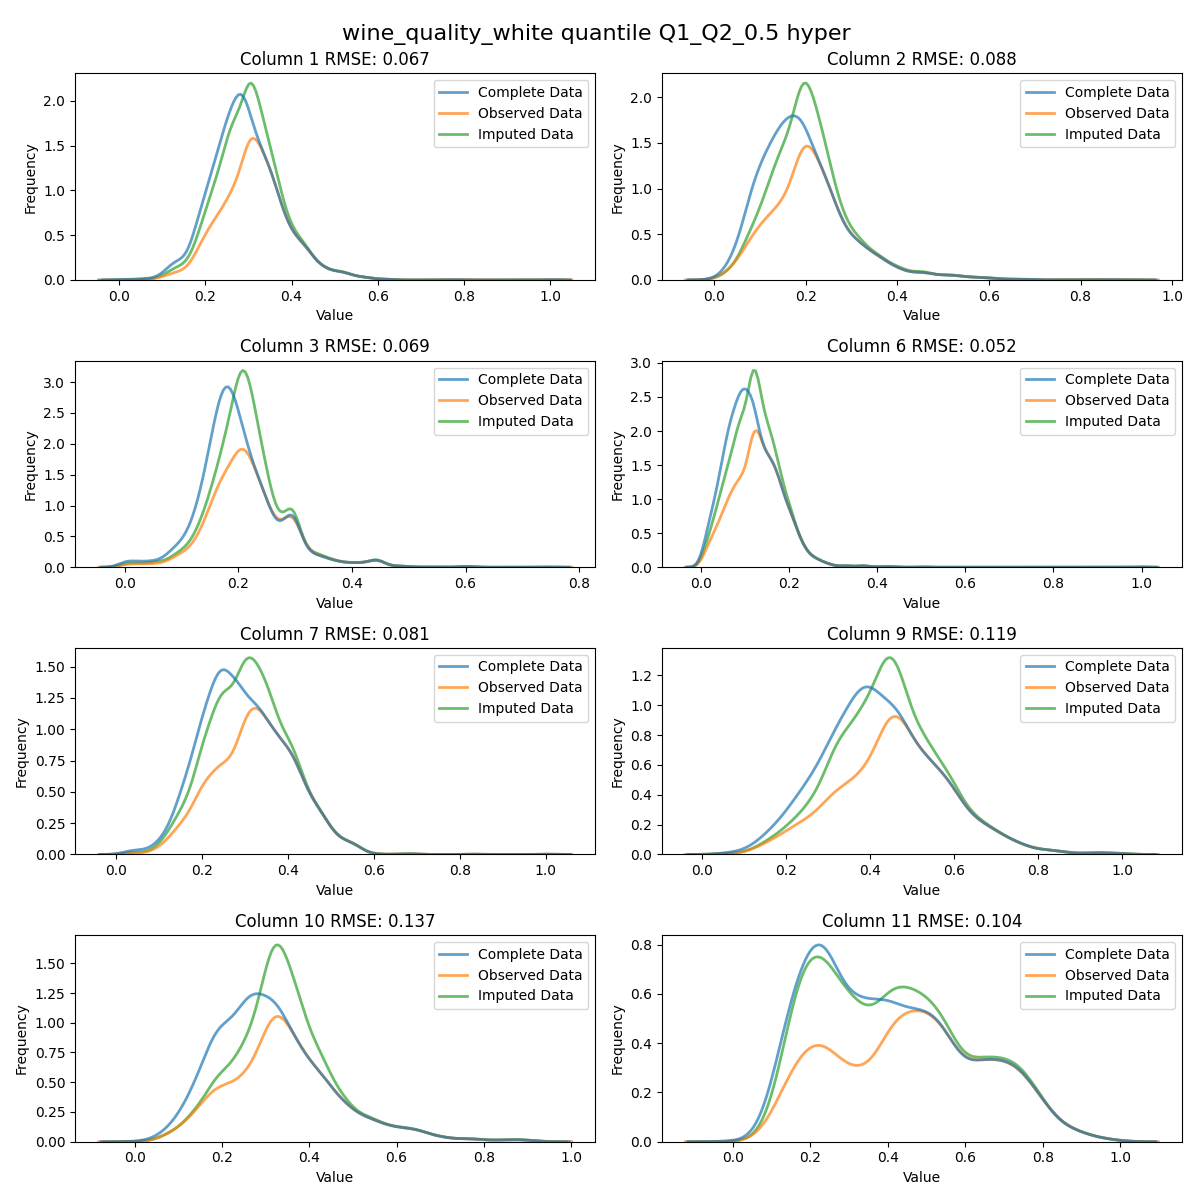 wine_quality_white quantile Q1_Q2_0.5 hyper
Column 1 RMSE: 0.067
Frequency
2.0
1.5
1.0
0.5
0.0
Complete Data
Observed Data
Imputed Data
0.0 0.2 0.4 0.6 0.8 1.0
Value
Column 2 RMSE: 0.088
Frequency
2.0
1.5
1.0
0.5
0.0
Complete Data
Observed Data
Imputed Data
0.0 0.2 0.4 0.6 0.8 1.0
Value
Column 3 RMSE: 0.069
Frequency
3.0
2.5
2.0
1.5
1.0
0.5
0.0
Complete Data
Observed Data
Imputed Data
0.0 0.2 0.4 0.6 0.8
Value
Column 6 RMSE: 0.052
Frequency
3.0
2.5
2.0
1.5
1.0
0.5
0.0
Complete Data
Observed Data
Imputed Data
0.0 0.2 0.4 0.6 0.8 1.0
Value
Column 7 RMSE: 0.081
Frequency
1.50
1.25
1.00
0.75
0.50
0.25
0.00
Complete Data
Observed Data
Imputed Data
0.0 0.2 0.4 0.6 0.8 1.0
Value
Column 9 RMSE: 0.119
Frequency
1.2
1.0
0.8
0.6
0.4
0.2
0.0
Complete Data
Observed Data
Imputed Data
0.0 0.2 0.4 0.6 0.8 1.0
Value
Column 10 RMSE: 0.137
Frequency
1.50
1.25
1.00
0.75
0.50
0.25
0.00
Complete Data
Observed Data
Imputed Data
0.0 0.2 0.4 0.6 0.8 1.0
Value
Column 11 RMSE: 0.104
Frequency
0.8
0.6
0.4
0.2
0.0
Complete Data
Observed Data
Imputed Data
0.0 0.2 0.4 0.6 0.8 1.0
Value